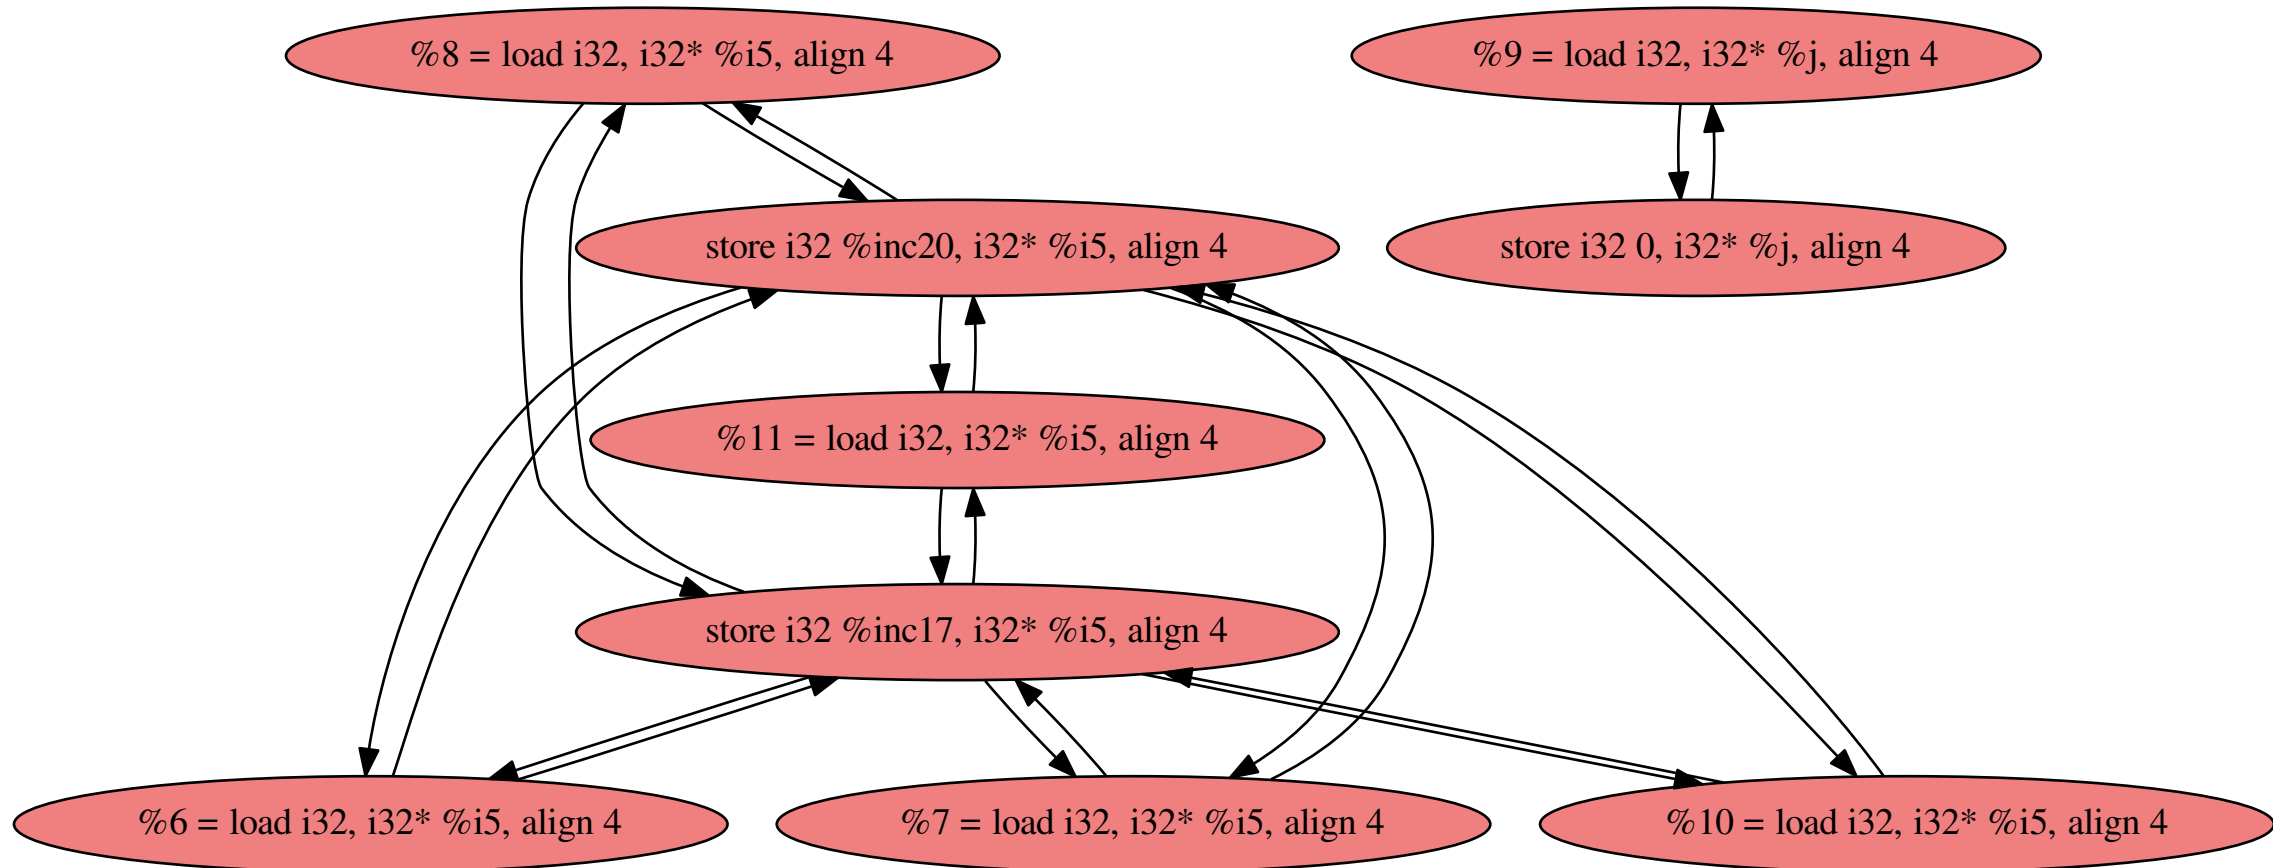 %8 = load i32, i32* %i5, align 4
%9 = load i32, i32* %j, align 4
store i32 %inc20, i32* %i5, align 4
store i32 0, i32* %j, align 4
%11 = load i32, i32* %i5, align 4
store i32 %inc17, i32* %i5, align 4
%6 = load i32, i32* %i5, align 4
%7 = load i32, i32* %i5, align 4
%10 = load i32, i32* %i5, align 4